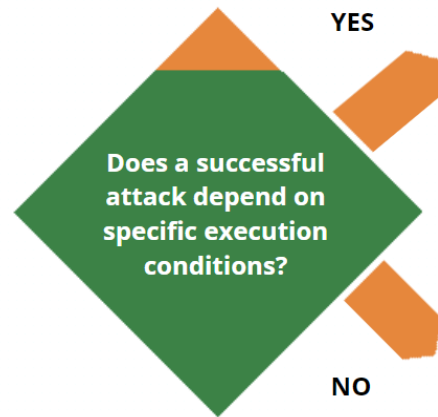 YES
Does a successful
attack depend on
specific execution
conditions?
NO